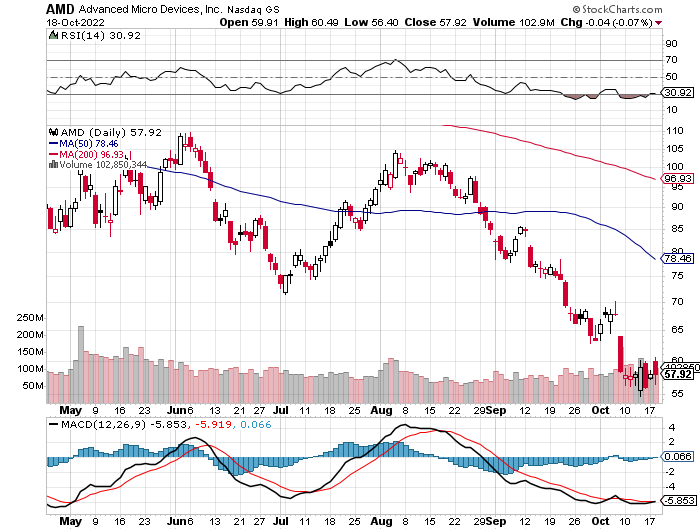 AMD Advanced Micro Devices, Inc. Nasdaq GS © StockCharts.com
18-Oct-2022 Open 59.91 High 60.49 Low 56.40 Close 57.92 Volume 102.9M Chg -0.04 (-0.07%)
RSI(14) 30.92
90
70
50
30.92
10
AMD (Daily) 57.92
MA(50) 78.46
MA(200) 96.93
Volume 102,850,344
110
105
100
96.93
95
90
85
80
78.46
75
70
65
60
57.92
55
250M
200M
150M
100M
50M
May 9 16 23 Jun 6 13 21 27 Jul 11 18 25 Aug 8 15 22 29 Sep 12 19 26 Oct 10 17
MACD(12,26,9) -5.853, -5.919, 0.066
4
2
0.066
-2
-4
-5.853
May 9 16 23 Jun 6 13 21 27 Jul 11 18 25 Aug 8 15 22 29 Sep 12 19 26 Oct 10 17